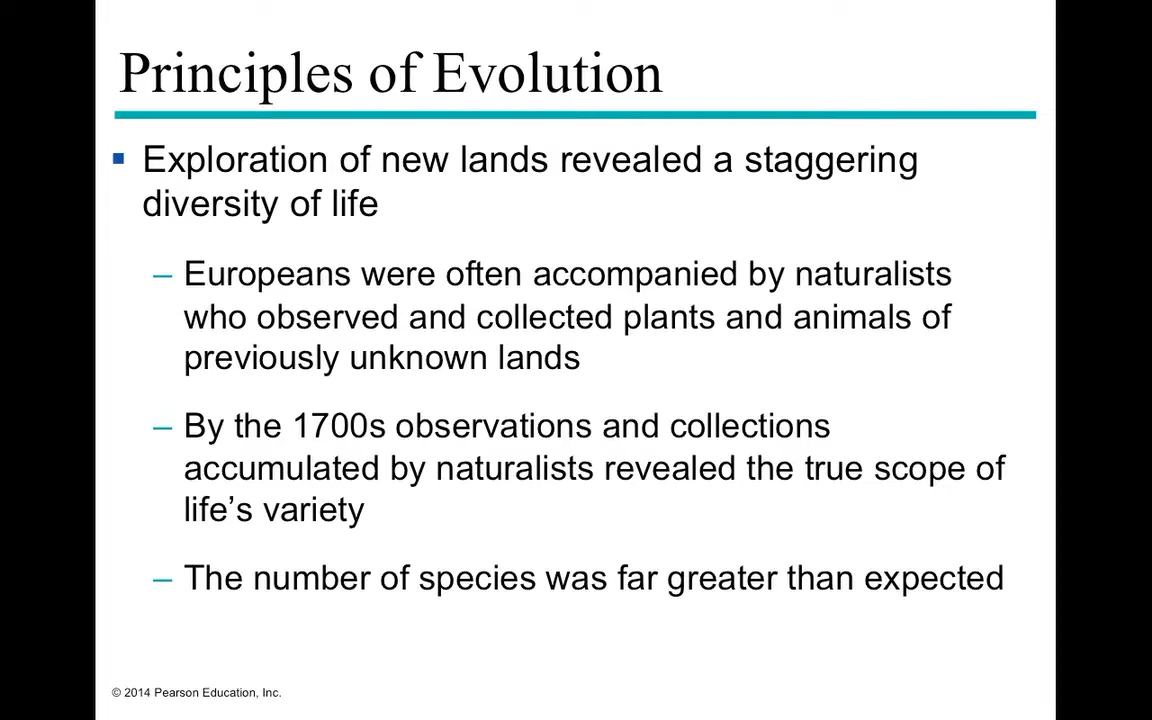 Principles of Evolution
▪ Exploration of new lands revealed a staggering
diversity of life
– Europeans were often accompanied by naturalists
who observed and collected plants and animals of
previously unknown lands
– By the 1700s observations and collections
accumulated by naturalists revealed the true scope of
life’s variety
– The number of species was far greater than expected
© 2014 Pearson Education, Inc.